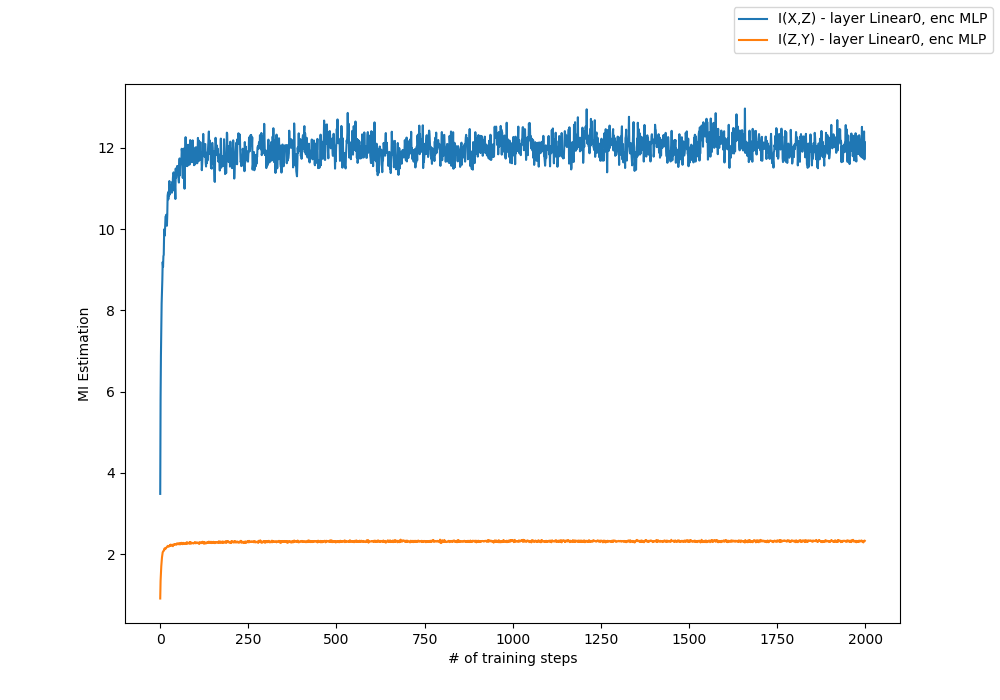 I(X,Z) - layer Linear0, enc MLP
I(Z,Y) - layer Linear0, enc MLP
12
10
8
6
4
2
MI Estimation
0 250 500 750 1000 1250 1500 1750 2000
# of training steps